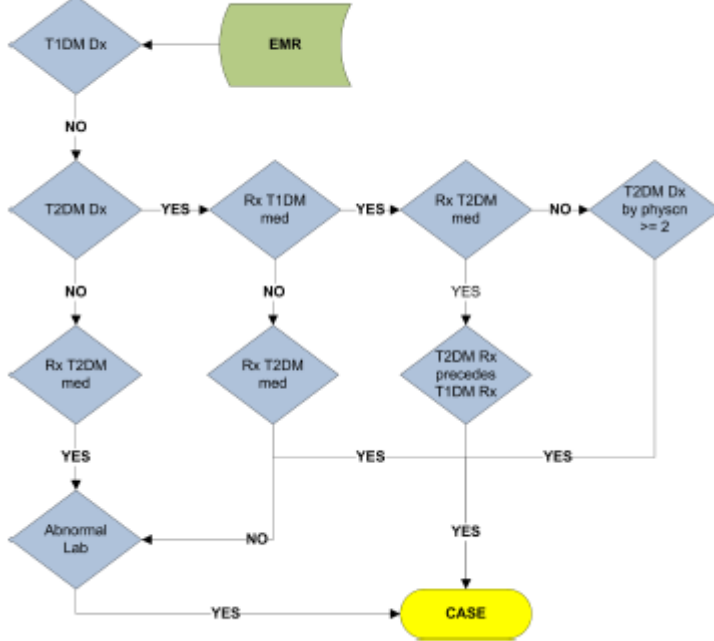 T1DM Dx
EMR
NO
T2DM Dx
YES
Rx T1DM
med
YES
Rx T2DM
med
NO
T2DM Dx
by physcn
>= 2
NO
NO
YES
Rx T2DM
med
Rx T2DM
med
T2DM Rx
precedes
T1DM Rx
YES
YES
YES
Abnormal
Lab
NO
YES
YES
CASE